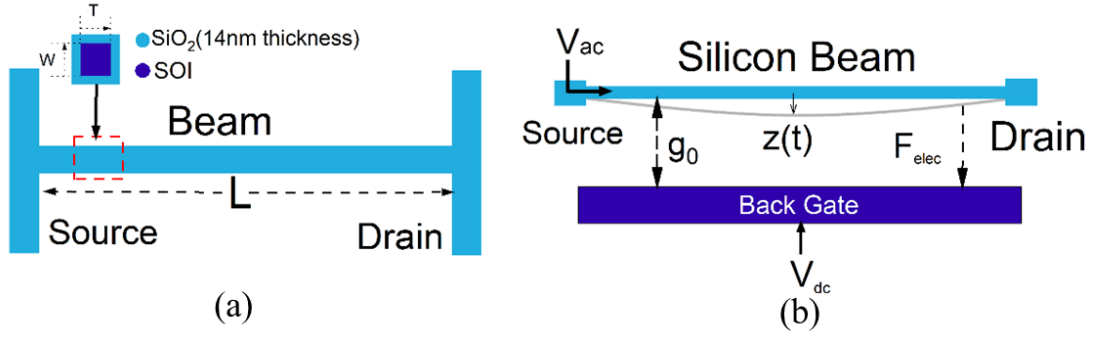 T
SiO2(14nm thickness)
W
SOI
Beam
L
Source
Drain
(a)
Vac
Silicon Beam
Source
g0
z(t)
Felec
Drain
Back Gate
Vdc
(b)